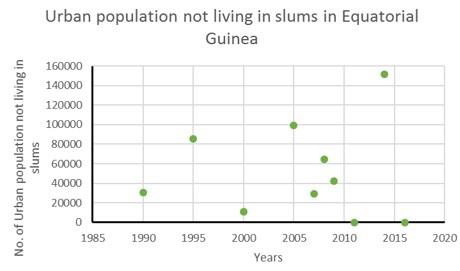 Urban population not living in slums in Equatorial
Guinea
No. of Urban population not living in
slums
160000
140000
120000
100000
80000
60000
40000
20000
0
1985 1990 1995 2000 2005 2010 2015 2020
Years